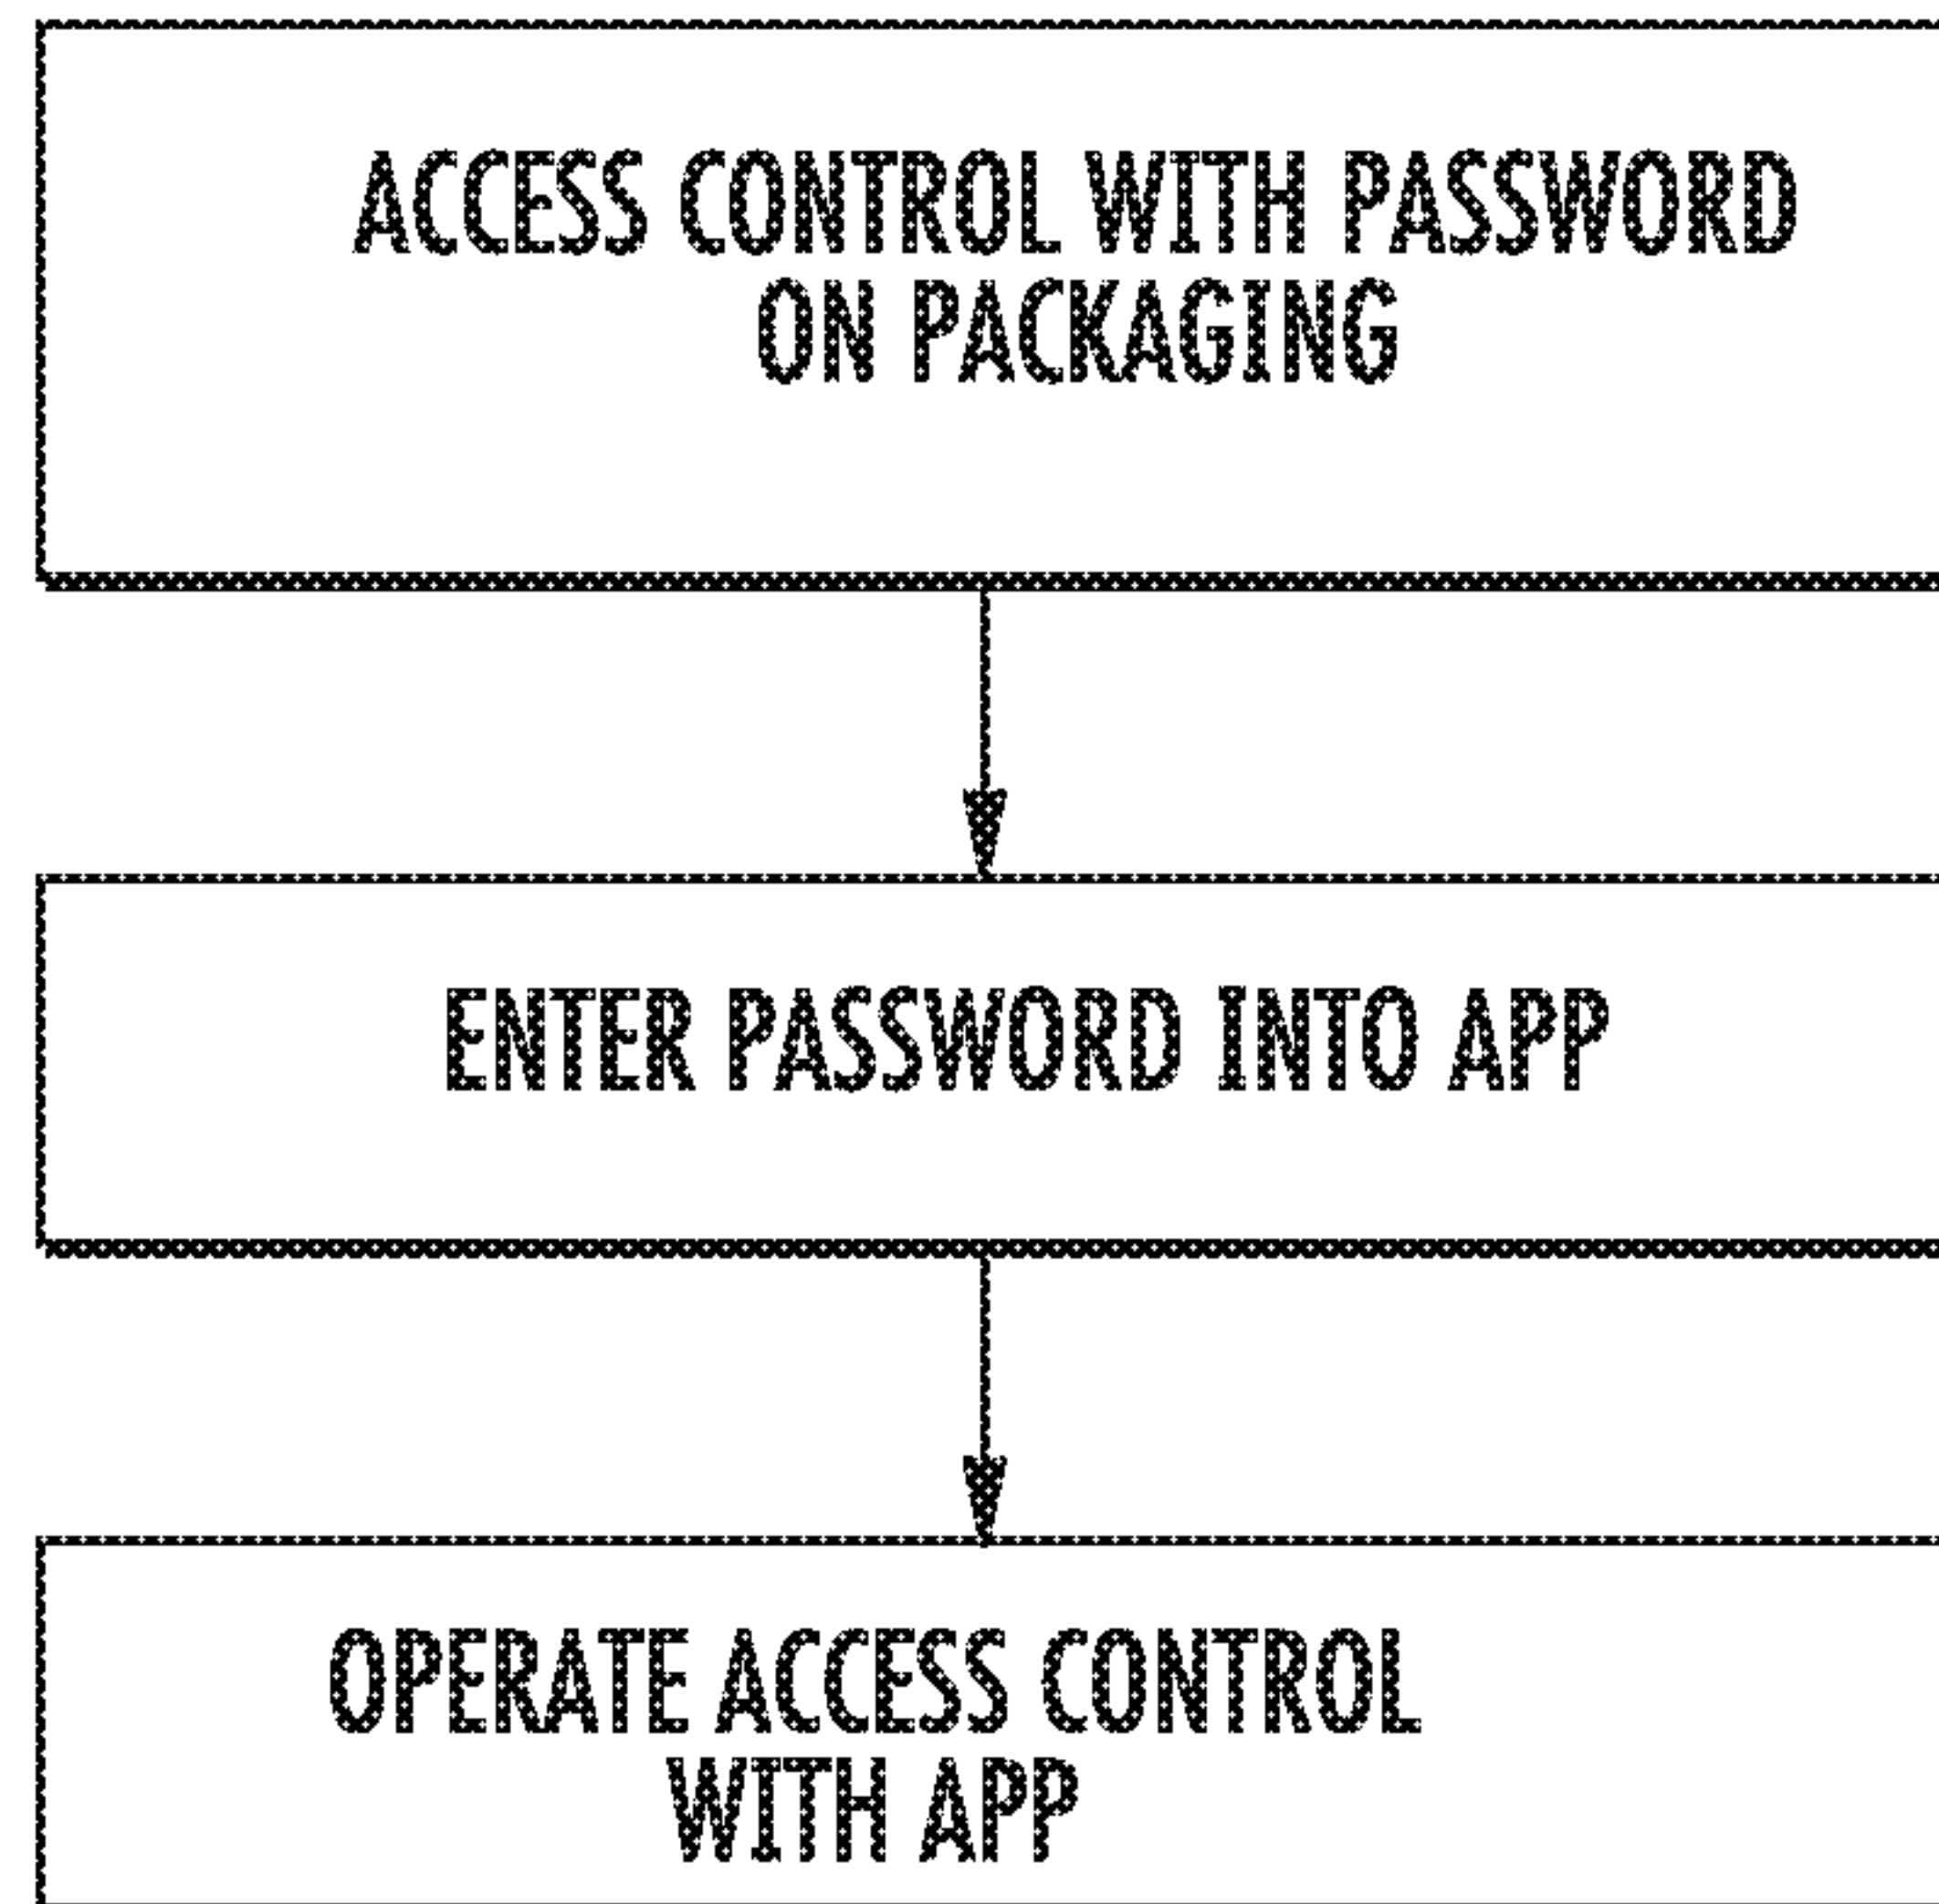 ACCESS CONTROL WITH PASSWORD
ON PACKAGING
ENTER PASSWORD INTO APP
OPERATE ACCESS CONTROL
WITH APP